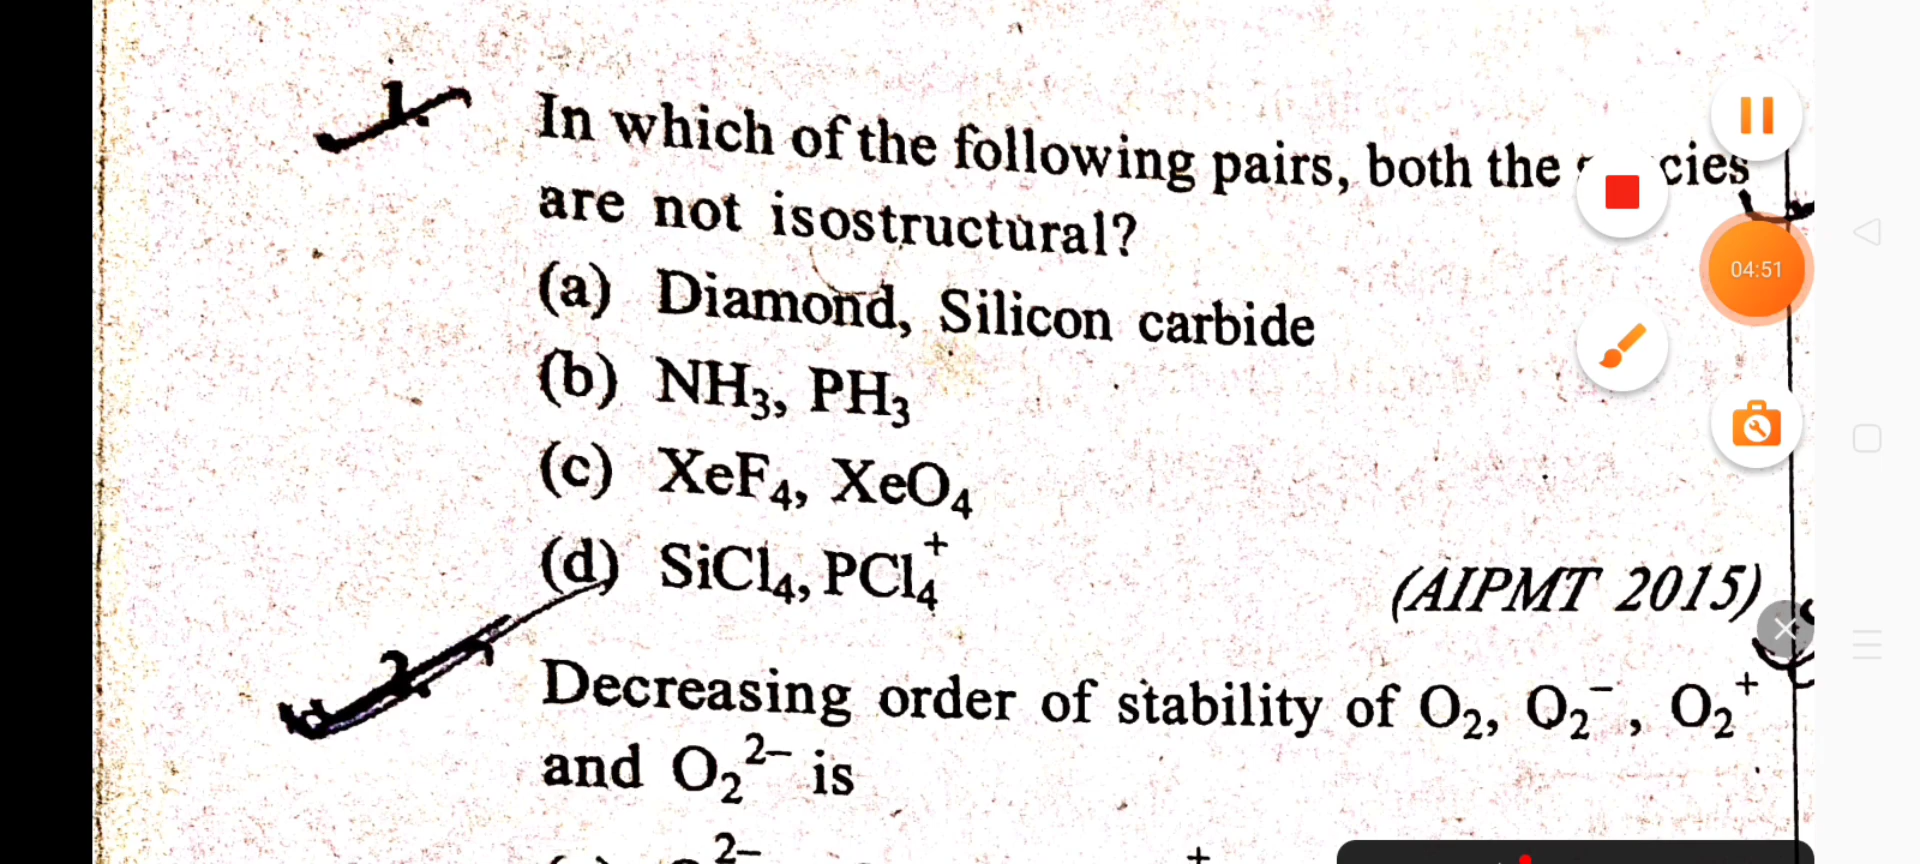 1. In which of the following pairs, both the cies
are not isostructural?
(a) Diamond, Silicon carbide
(b) NH₃, PH₃
(c) XeF₄, XeO₄
(d) SiCl₄, PCl₄⁺ (AIPMT 2015)
2. Decreasing order of stability of O₂, O₂⁻, O₂⁺
and O₂²⁻ is
04:51